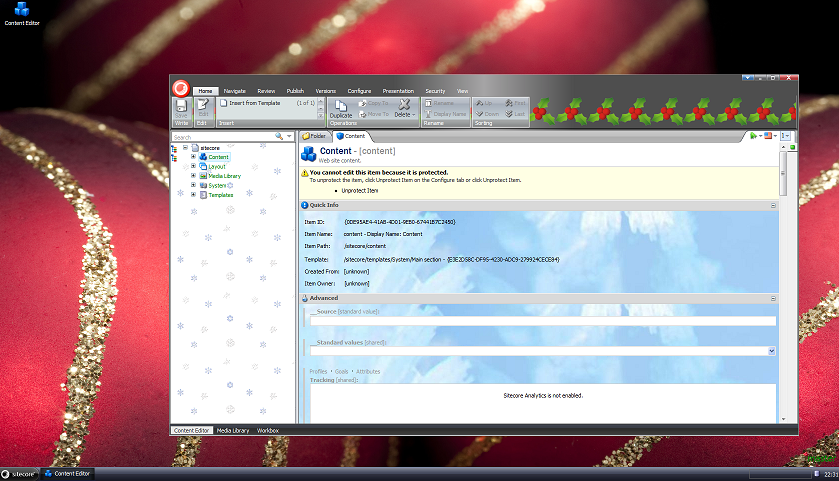 Content Editor
Home Navigate Review Publish Versions Configure Presentation Security View
Save
Edit
Insert from Template (1 of 1)
Duplicate
Copy To
Move To
Delete
Rename
Display Name
Up First
Down Last
Write Edit Insert Operations Rename Sorting
Search
Folder Content
sitecore
Content
Layout
Media Library
System
Templates
Content - [content]
Web site content.
You cannot edit this item because it is protected.
To unprotect the item, click Unprotect Item on the Configure tab or click Unprotect Item.
• Unprotect Item
Quick Info
Item ID: {0DE95AE4-41AB-4D01-9EB0-67441B7C2450}
Item Name: content - Display Name: Content
Item Path: /sitecore/content
Template: /sitecore/templates/System/Main section - {E3E2D58C-DF95-4230-ADC9-279924CECE84}
Created From: [unknown]
Item Owner: [unknown]
Advanced
__Source [standard value]:
__Standard values [shared]:
Profiles • Goals • Attributes
Tracking [shared]:
Sitecore Analytics is not enabled.
Content Editor Media Library Workbox
sitecore Content Editor 22:31